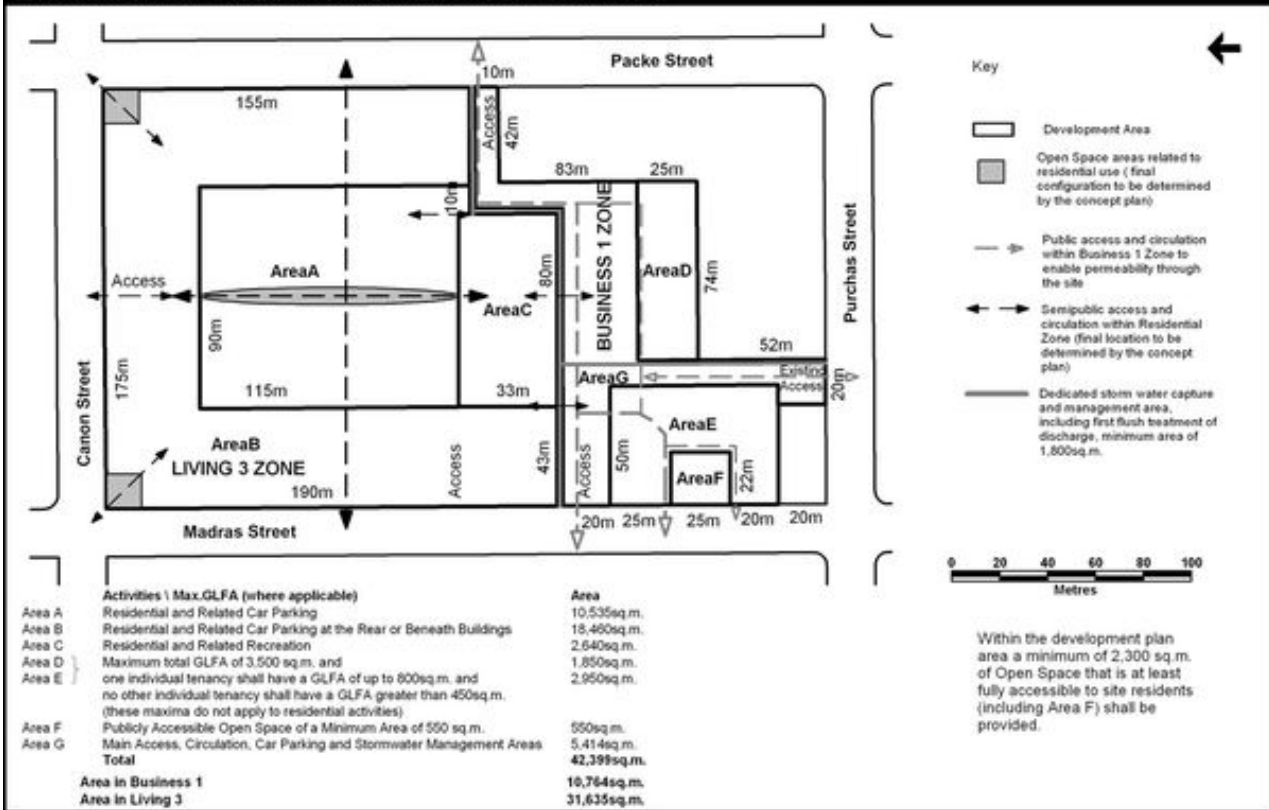 Packe Street
10m
155m
Access
42m
83m
25m
10m
AreaA
Access
AreaC
80m
BUSINESS 1 ZONE
AreaD
74m
Purchas Street
90m
175m
52m
115m
33m
AreaG
Existing
Access
20m
Canon Street
AreaB
LIVING 3 ZONE
Access
43m
Access
50m
AreaE
AreaF
22m
190m
20m 25m 25m 20m 20m
Madras Street
Key
Development Area
Open Space areas related to
residential use ( final
configuration to be determined
by the concept plan)
Public access and circulation
within Business 1 Zone to
enable permeability through
the site
Semipublic access and
circulation within Residential
Zone (final location to be
determined by the concept
plan)
Dedicated storm water capture
and management area,
including first flush treatment of
discharge, minimum area of
1,800sq.m.
0 20 40 60 80 100
Metres
Within the development plan
area a minimum of 2,300 sq.m.
of Open Space that is at least
fully accessible to site residents
(including Area F) shall be
provided.
Activities \ Max.GLFA (where applicable) Area
Area A Residential and Related Car Parking 10,535sq.m.
Area B Residential and Related Car Parking at the Rear or Beneath Buildings 18,460sq.m.
Area C Residential and Related Recreation 2,640sq.m.
Area D Maximum total GLFA of 3,500 sq.m. and 1,850sq.m.
Area E one individual tenancy shall have a GLFA of up to 800sq.m. and 2,950sq.m.
no other individual tenancy shall have a GLFA greater than 450sq.m.
(these maxima do not apply to residential activities)
Area F Publicly Accessible Open Space of a Minimum Area of 550 sq.m. 550sq.m.
Area G Main Access, Circulation, Car Parking and Stormwater Management Areas 5,414sq.m.
Total 42,399sq.m.
Area in Business 1 10,764sq.m.
Area in Living 3 31,635sq.m.